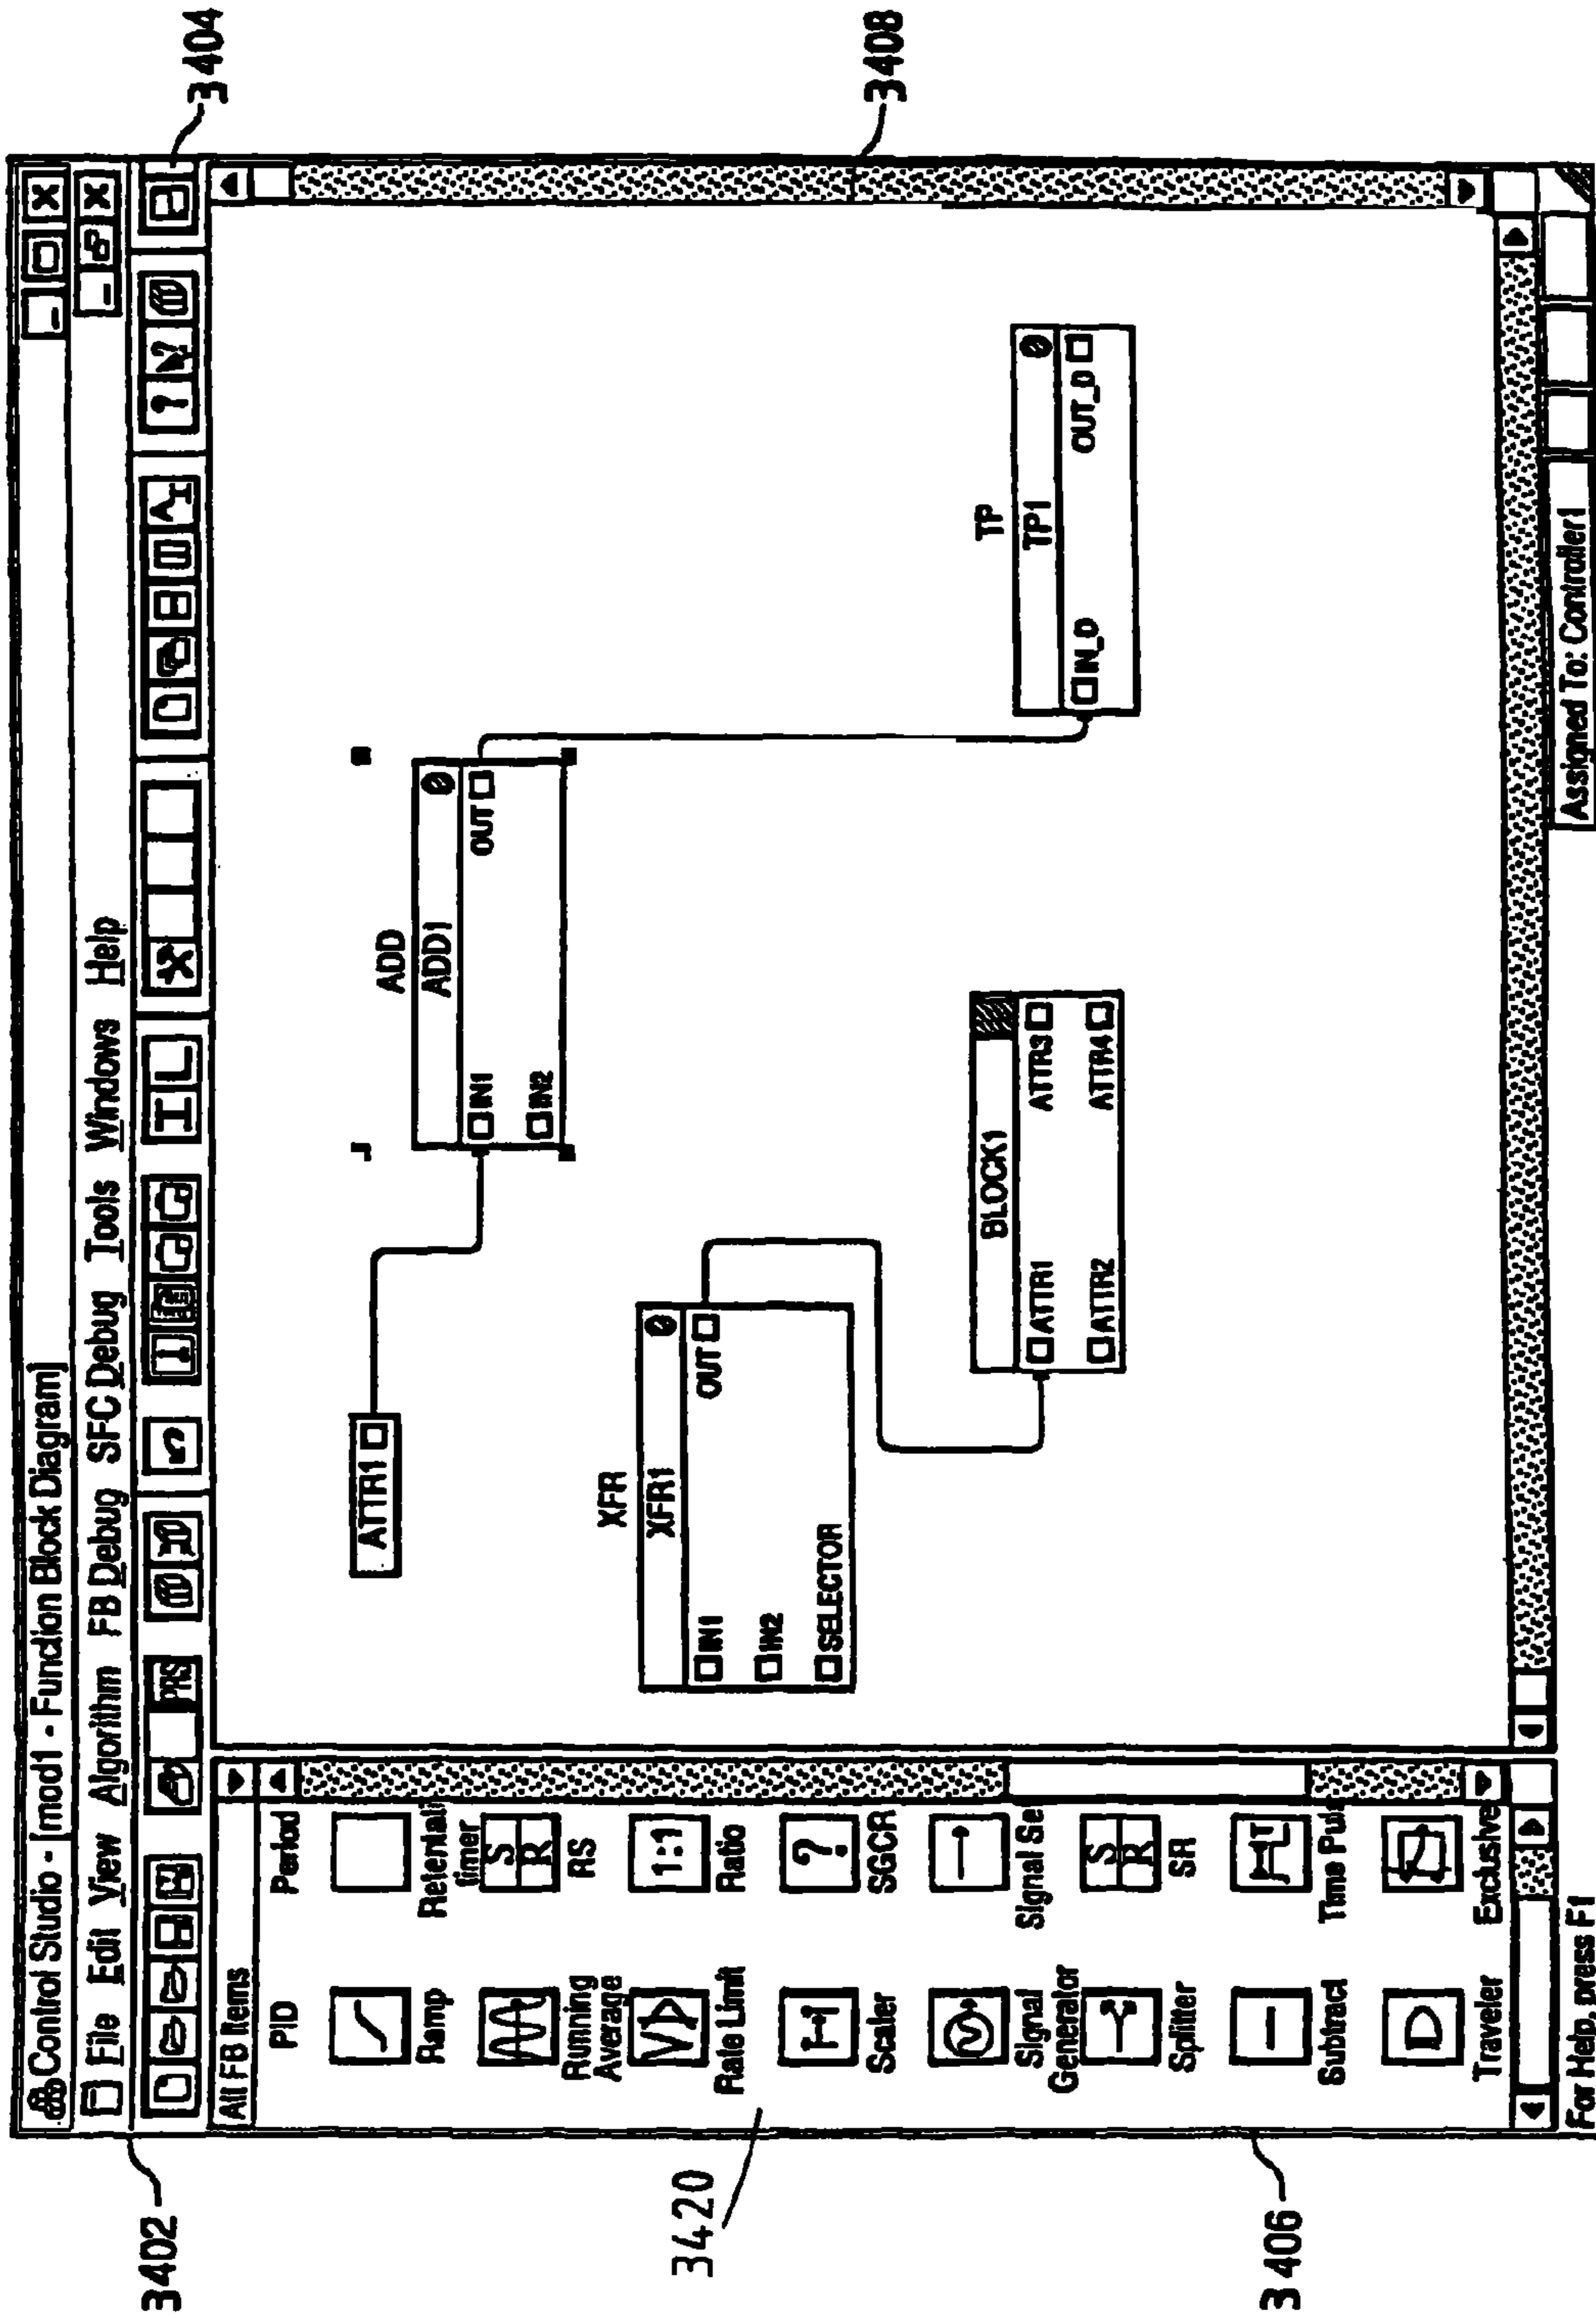 Control Studio - [mod1 - Function Block Diagram]
File Edit View Algorithm FB Debug SFC Debug Tools Windows Help
PRS
?
?
All FB Items
PID
Period
Ramp
Retentali
timer
Running
Average
S
R
RS
Rate Limit
1:1
Ratio
Scaler
?
SGCR
Signal
Generator
Signal Se
Splitter
S
R
SR
Subtract
Time Pul
Traveler
Exclusive
ATTR1
ADD
ADD1
IN1
OUT
IN2
XFR
XFR1
IN1
OUT
IN2
SELECTOR
BLOCK1
ATTR1
ATTR3
ATTR2
ATTR4
TP
TP1
IN_D
OUT_D
For Help, press F1
Assigned To: Controller1
3402
3404
3406
3408
3420